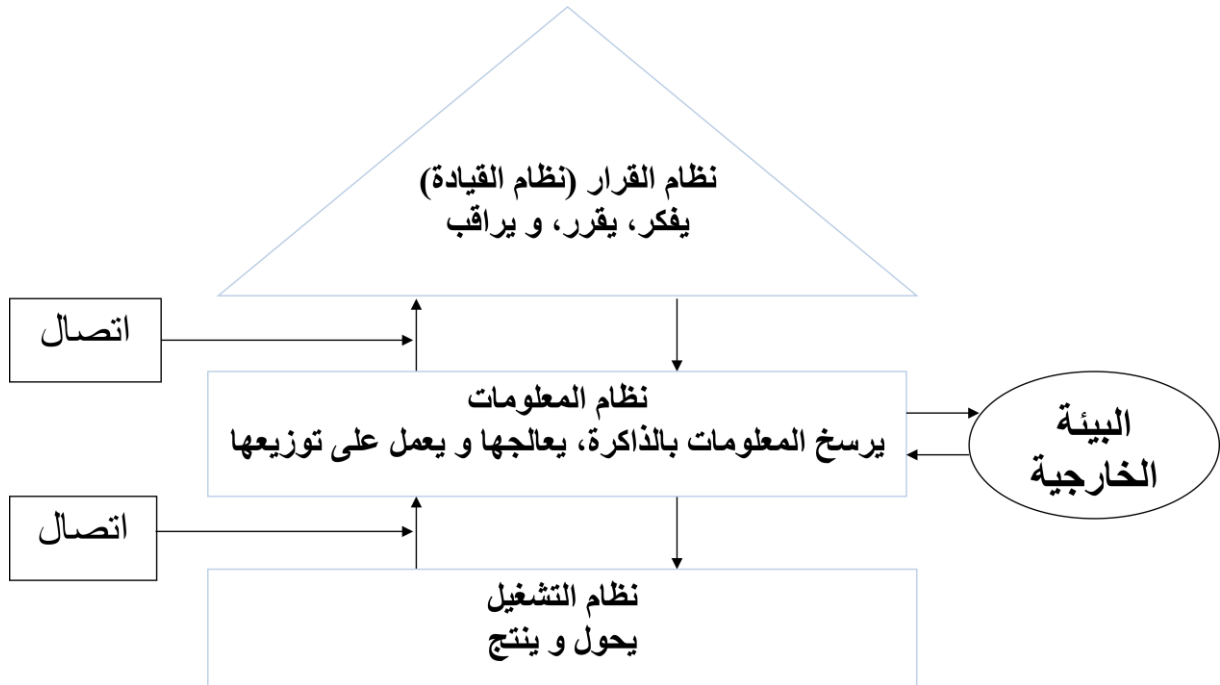 نظام القرار (نظام القيادة)
يفكر، يقرر، و يراقب
اتصال
نظام المعلومات
يرسخ المعلومات بالذاكرة، يعالجها و يعمل على توزيعها
البيئة
الخارجية
اتصال
نظام التشغيل
يحول و ينتج